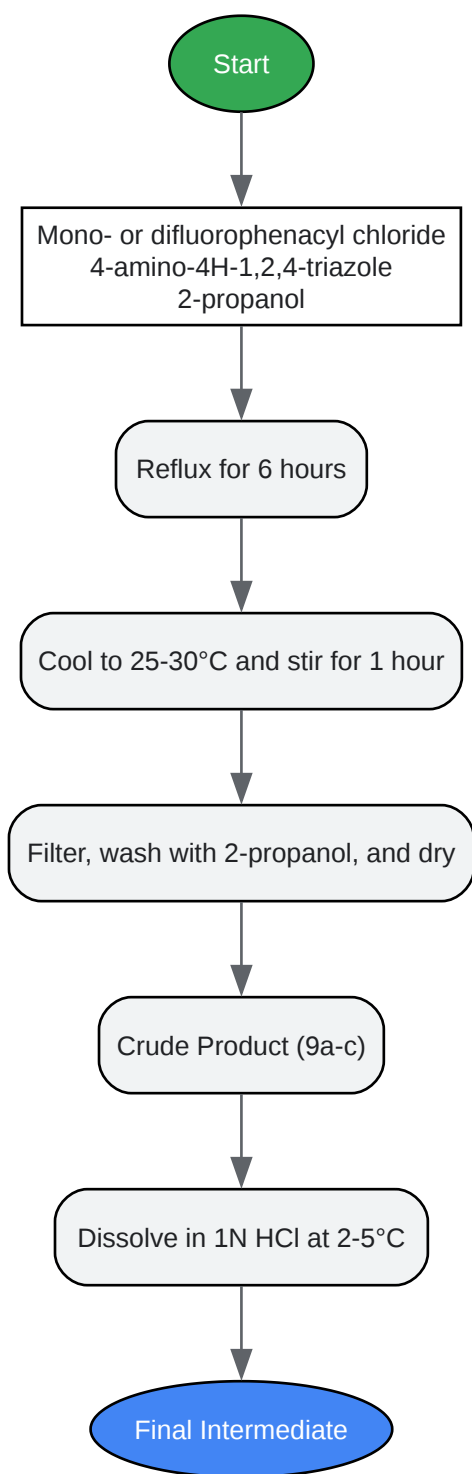 Start
Mono- or difluorophenacyl chloride
4-amino-4H-1,2,4-triazole
2-propanol
Reflux for 6 hours
Cool to 25-30°C and stir for 1 hour
Filter, wash with 2-propanol, and dry
Crude Product (9a-c)
Dissolve in 1N HCl at 2-5°C
Final Intermediate